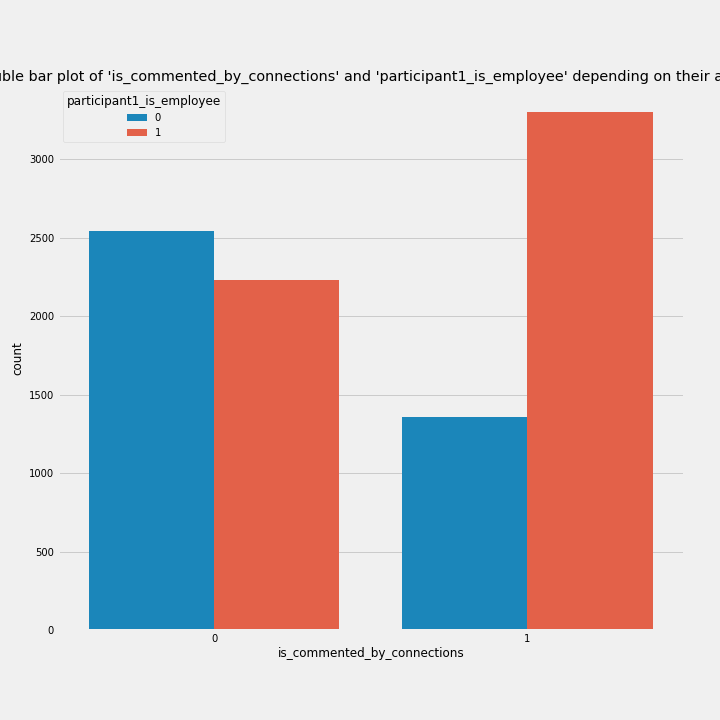 ble bar plot of 'is_commented_by_connections' and 'participant1_is_employee' depending on their a
participant1_is_employee
0
1
3000
2500
2000
1500
1000
500
0
count
0 1
is_commented_by_connections